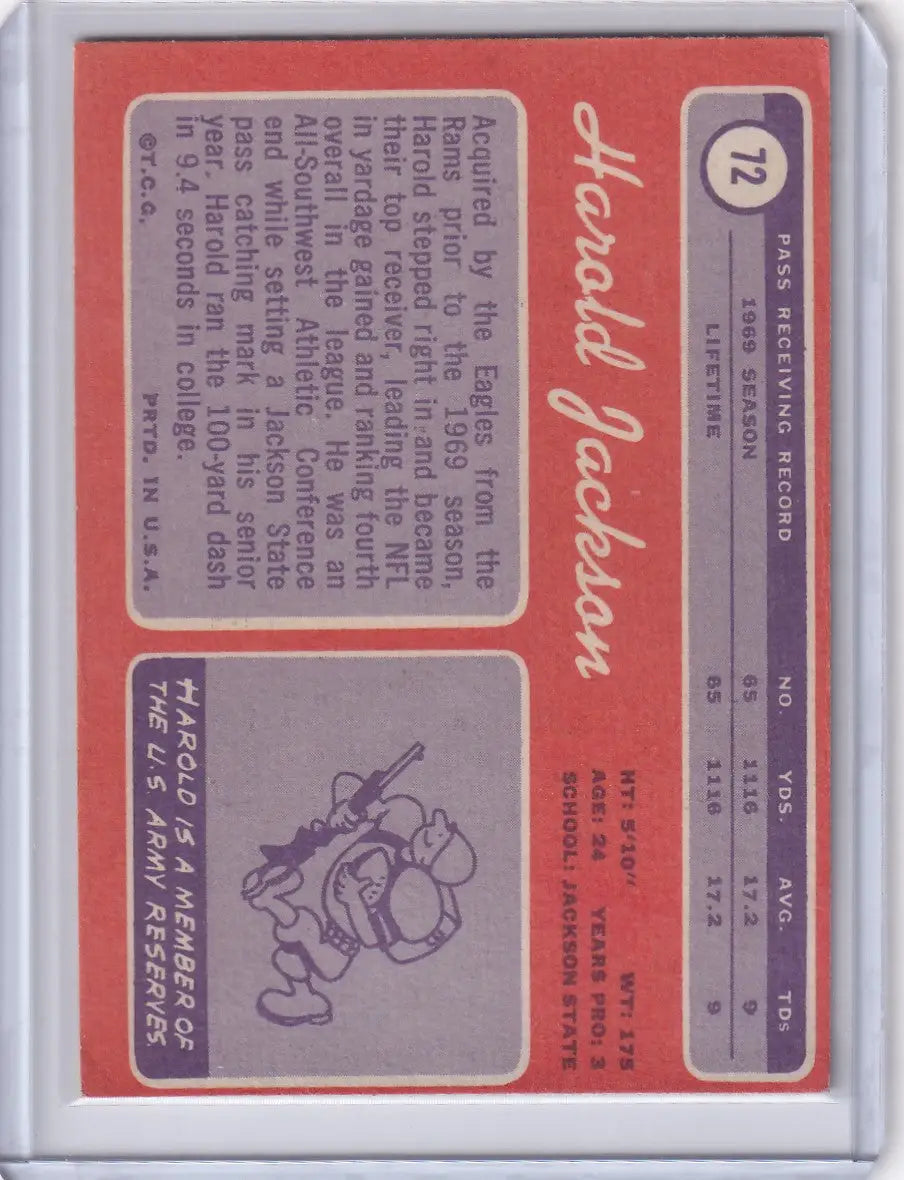 72
PASS RECEIVING RECORD NO. YDS. AVG. TDs
1969 SEASON 65 1116 17.2 9
LIFETIME 65 1116 17.2 9
Harold Jackson
HT: 5'10" WT: 175
AGE: 24 YEARS PRO: 3
SCHOOL: JACKSON STATE
Acquired by the Eagles from the
Rams prior to the 1969 season,
Harold stepped right in and became
their top receiver, leading the NFL
in yardage gained and ranking fourth
overall in the league. He was an
All-Southwest Athletic Conference
end while setting a Jackson State
pass catching mark in his senior
year. Harold ran the 100-yard dash
in 9.4 seconds in college.
©T.C.G. PRTD. IN U.S.A.
HAROLD IS A MEMBER OF
THE U.S ARMY RESERVES.